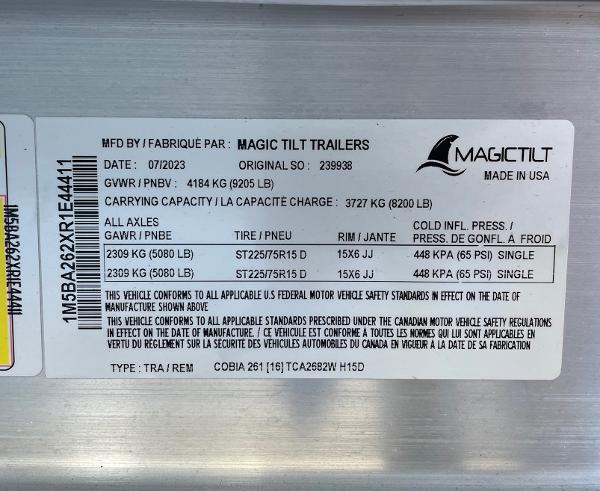 MFD BY / FABRIQUÉ PAR : MAGIC TILT TRAILERS
DATE : 07/2023 ORIGINAL SO : 239938
GVWR / PNBV : 4184 KG (9205 LB)
CARRYING CAPACITY / LA CAPACITÉ CHARGE : 3727 KG (8200 LB)
MAGICTILT
MADE IN USA
ALL AXLES
GAWR / PNBE TIRE / PNEU RIM / JANTE COLD INFL. PRESS./ PRESS. DE GONFL. À FROID
2309 KG (5080 LB) ST225/75R15 D 15X6 JJ 448 KPA (65 PSI) SINGLE
2309 KG (5080 LB) ST225/75R15 D 15X6 JJ 448 KPA (65 PSI) SINGLE
THIS VEHICLE CONFORMS TO ALL APPLICABLE U.S FEDERAL MOTOR VEHICLE SAFETY STANDARDS IN EFFECT ON THE DATE OF
MANUFACTURE SHOWN ABOVE
THIS VEHICLE CONFORMS TO ALL APPLICABLE STANDARDS PRESCRIBED UNDER THE CANADIAN MOTOR VEHICLE SAFETY REGULATIONS
IN EFFECT ON THE DATE OF MANUFACTURE. / CE VÉHICULE EST CONFORME À TOUTES LES NORMES QUI LUI SONT APPLICABLES EN
VERTU DU RÈGLEMENT SUR LA SÉCURITÉ DES VÉHICULES AUTOMOBILES DU CANADA EN VIGUEUR À LA DATE DE SA FABRICATION
TYPE : TRA / REM COBIA 261 [16] TCA2682W H15D
1M5BA262XR1E44411
1M5BA262XR1E44411